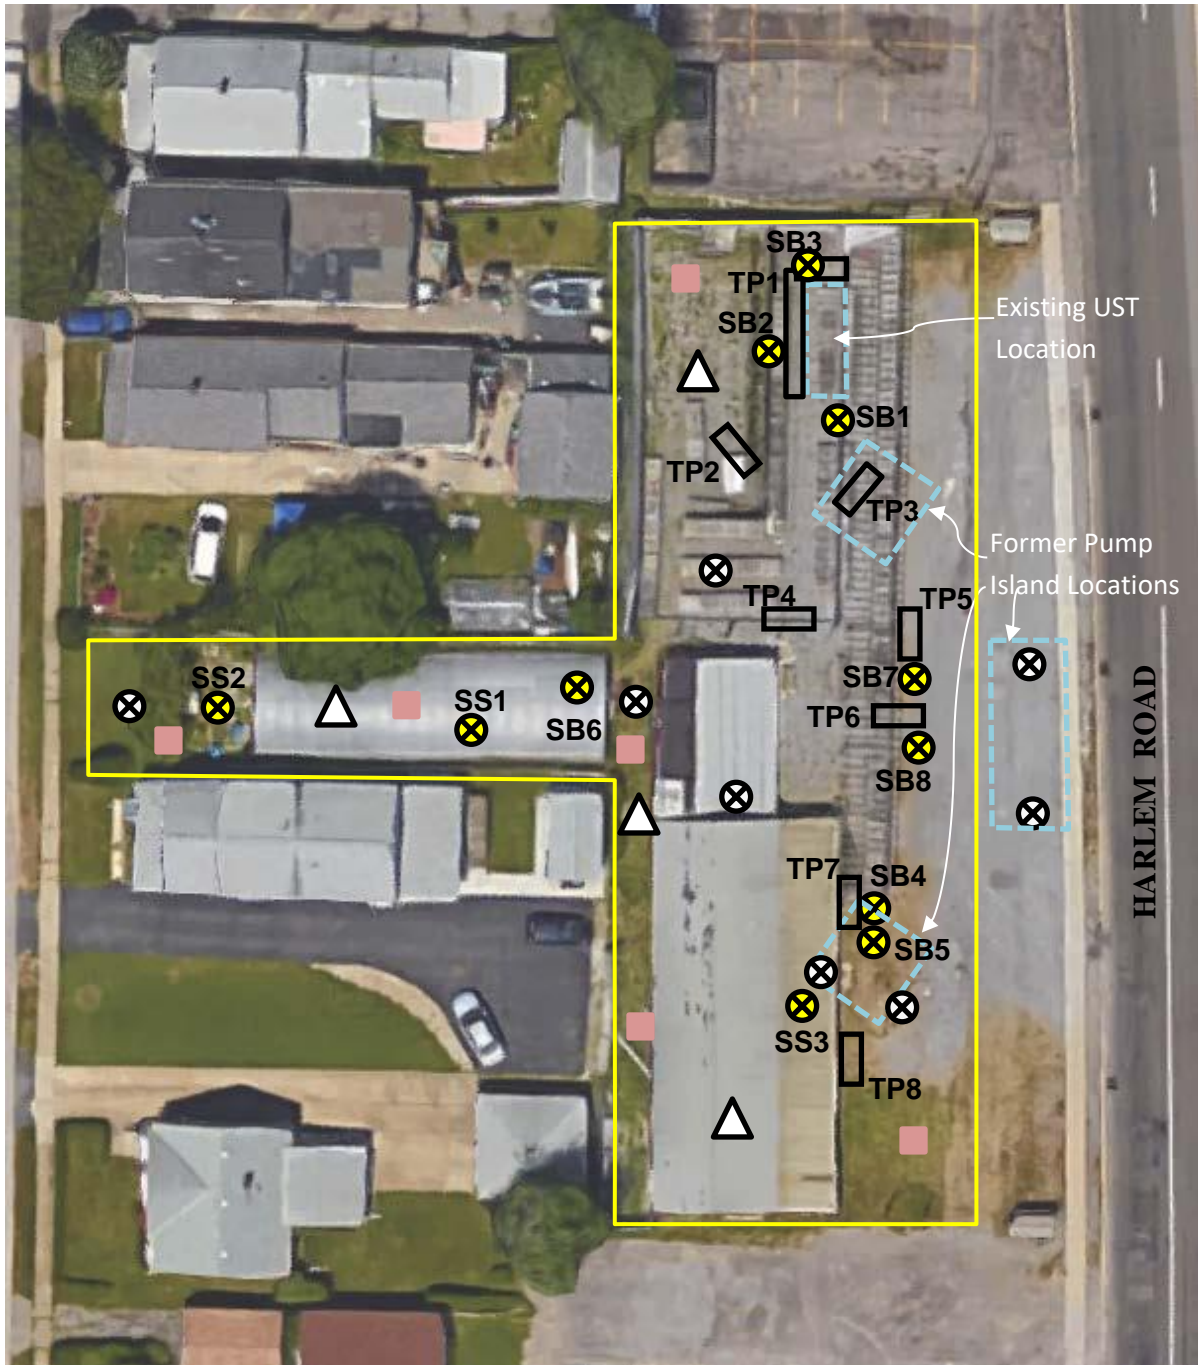 SB3
TP1
Existing UST
Location
SB2
SB1
TP2
TP3
Former Pump
Island Locations
TP4
TP5
SS2
SS1
SB6
SB7
TP6
SB8
HARLEM ROAD
TP7
SB4
SB5
SS3
TP8